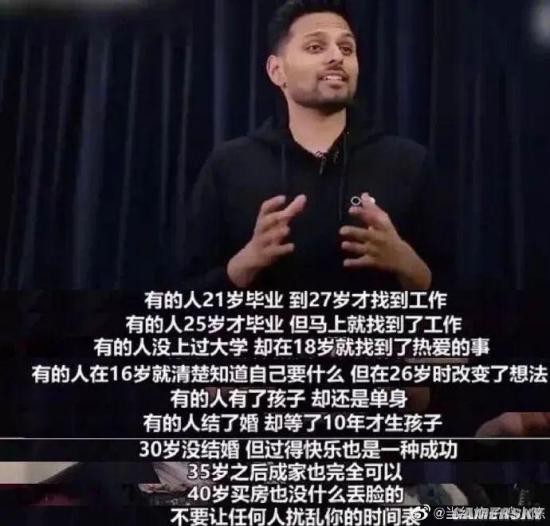 有的人21岁毕业 到27岁才找到工作
有的人25岁才毕业 但马上就找到了工作
有的人没上过大学 却在18岁就找到了热爱的事
有的人在16岁就清楚知道自己要什么 但在26岁时改变了想法
有的人有了孩子 却还是单身
有的人结了婚 却等了10年才生孩子
30岁没结婚 但过得快乐也是一种成功
35岁之后成家也完全可以
40岁买房也没什么丢脸的
不要让任何人扰乱你的时间表
GAMERSKY